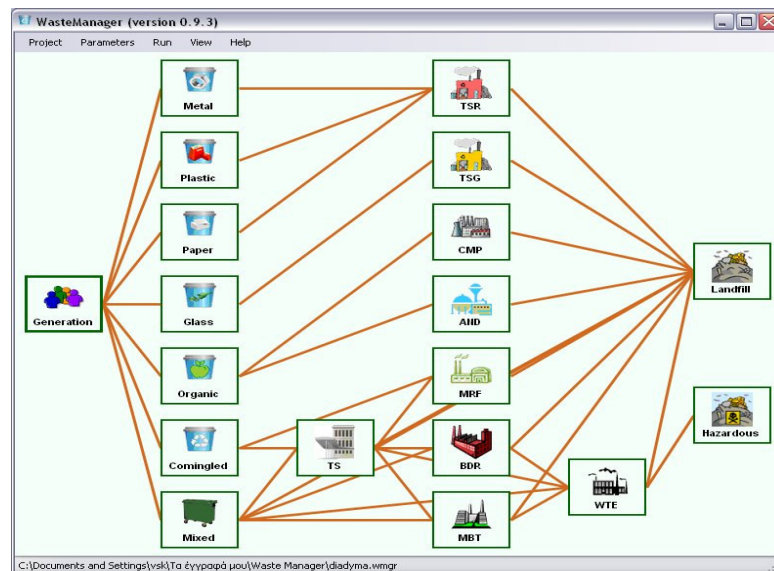 WasteManager (version 0.9.3)
Project Parameters Run View Help
Metal
TSR
Plastic
TSG
Paper
CMP
Landfill
Generation
Glass
AND
Organic
MRF
Hazardous
Comingled
TS
BDR
WTE
Mixed
MBT
C:\Documents and Settings\vsk\Τα έγγραφά μου\Waste Manager\diadyma.wmgr